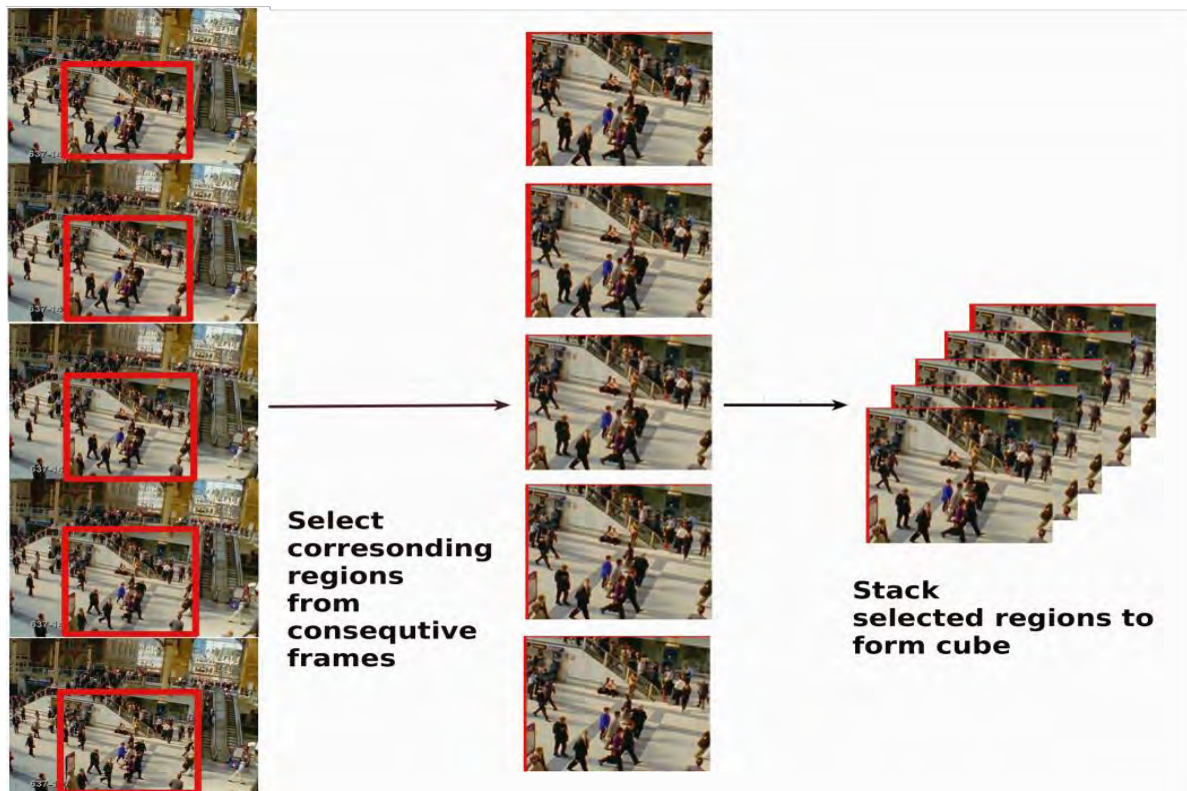 Select
corresonding
regions
from
consequtive
frames
Stack
selected regions to
form cube